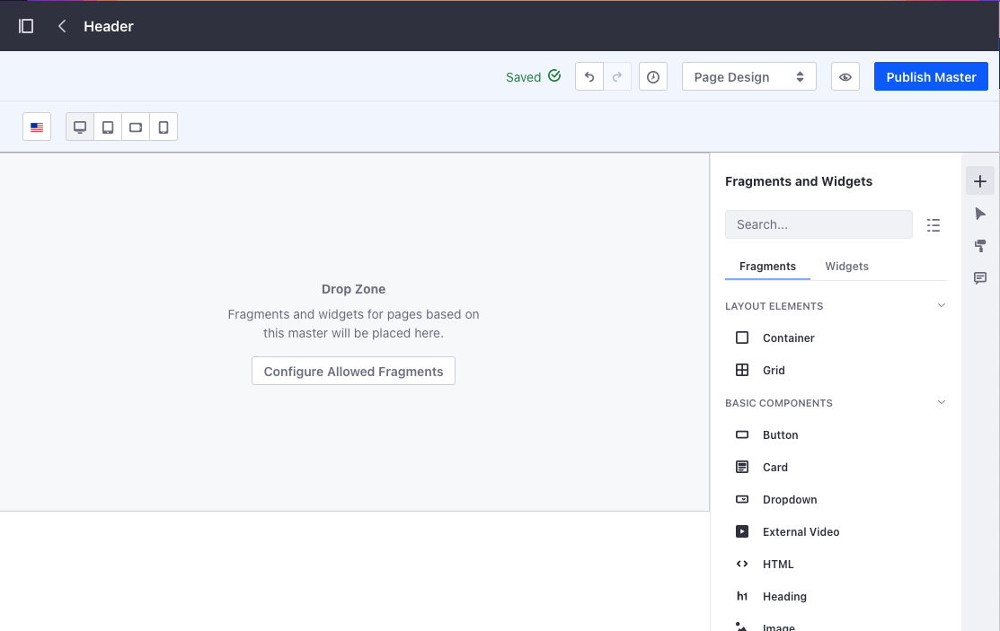 Header
Saved
Page Design
Publish Master
Fragments and Widgets
Search...
Fragments Widgets
LAYOUT ELEMENTS
Container
Grid
BASIC COMPONENTS
Button
Card
Dropdown
External Video
HTML
h1 Heading
Image
Drop Zone
Fragments and widgets for pages based on
this master will be placed here.
Configure Allowed Fragments